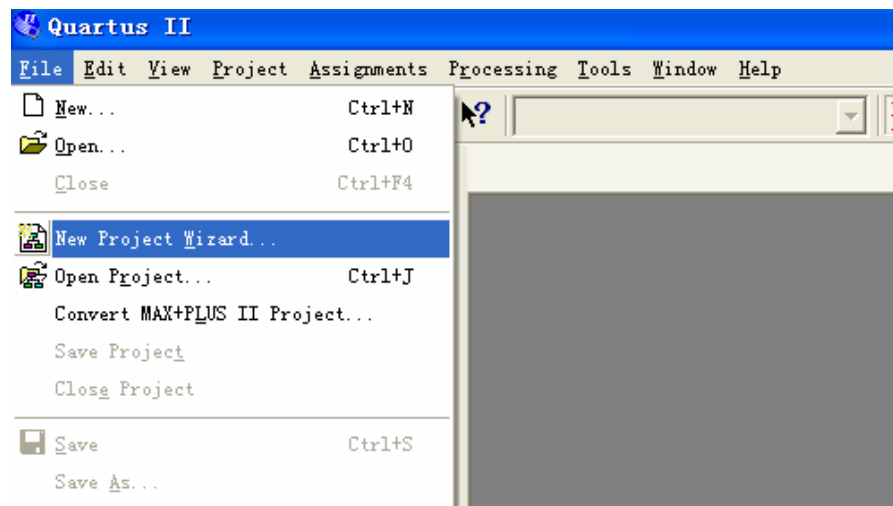 Quartus II
File Edit View Project Assignments Processing Tools Window Help
New... Ctrl+N
?
Open... Ctrl+O
Close Ctrl+F4
New Project Wizard...
Open Project... Ctrl+J
Convert MAX+PLUS II Project...
Save Project
Close Project
Save Ctrl+S
Save As...